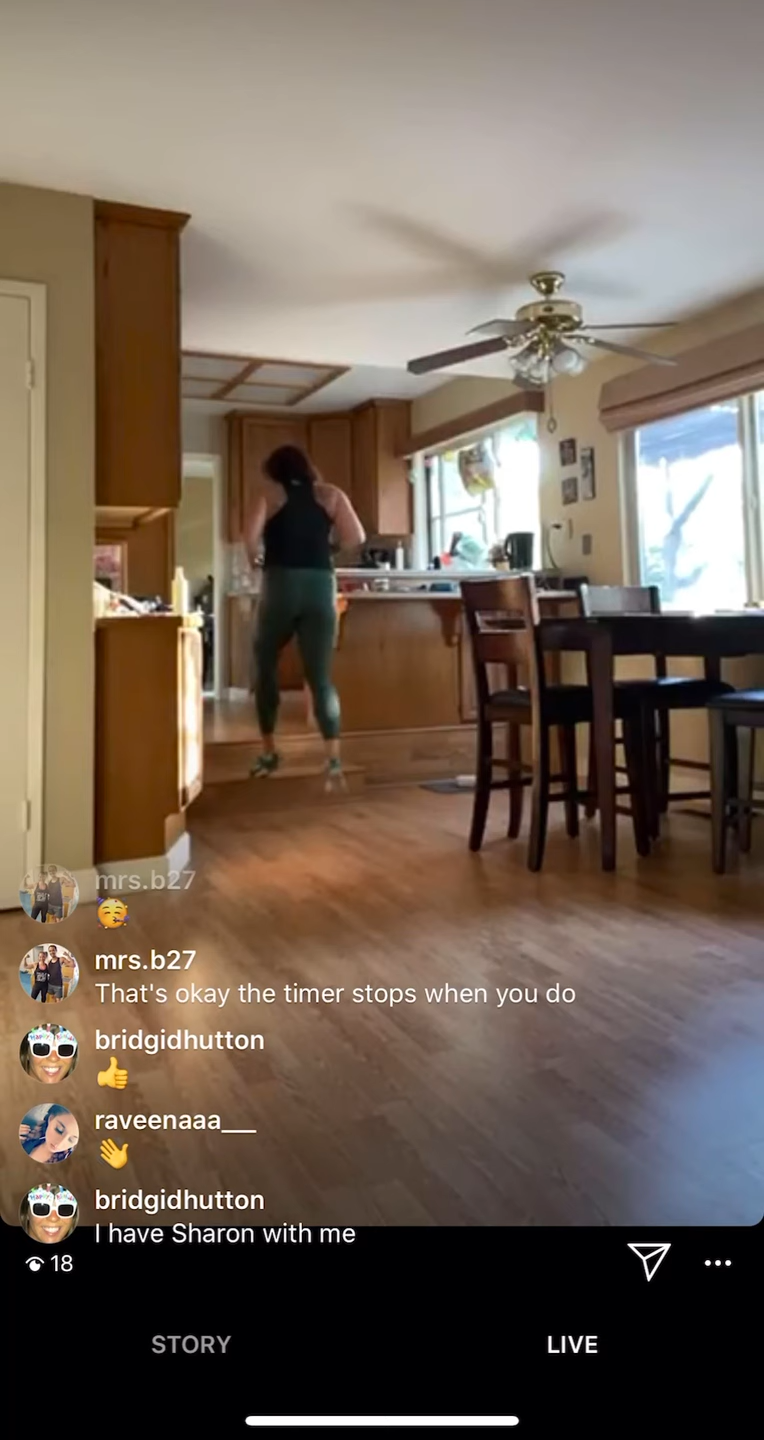 mrs.b27
🥳
mrs.b27
That's okay the timer stops when you do
bridgidhutton
👍
raveenaaa___
👋
bridgidhutton
I have Sharon with me
18
STORY LIVE